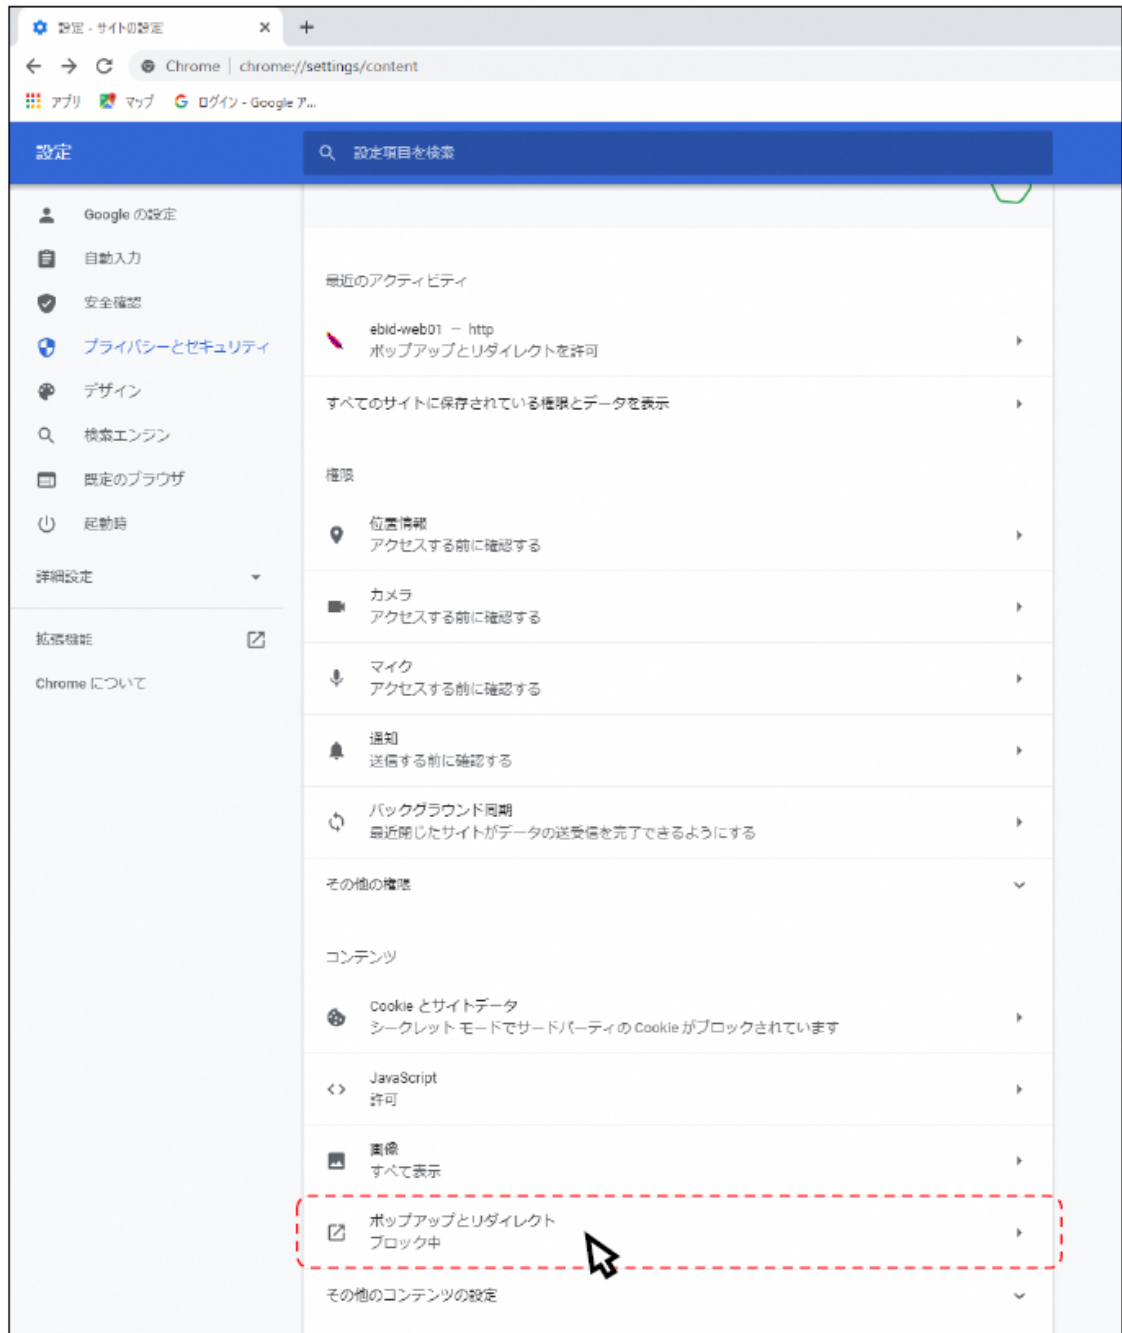 設定 - サイトの設定
Chrome | chrome://settings/content
アプリ マップ ログイン - Google ア...
設定
設定項目を検索
Google の設定
自動入力
安全確認
プライバシーとセキュリティ
デザイン
検索エンジン
既定のブラウザ
起動時
詳細設定
拡張機能
Chrome について
最近のアクティビティ
ebid-web01 － http
ポップアップとリダイレクトを許可
すべてのサイトに保存されている権限とデータを表示
権限
位置情報
アクセスする前に確認する
カメラ
アクセスする前に確認する
マイク
アクセスする前に確認する
通知
送信する前に確認する
バックグラウンド同期
最近閉じたサイトがデータの送受信を完了できるようにする
その他の権限
コンテンツ
Cookie とサイトデータ
シークレット モードでサードパーティの Cookie がブロックされています
JavaScript
許可
画像
すべて表示
ポップアップとリダイレクト
ブロック中
その他のコンテンツの設定